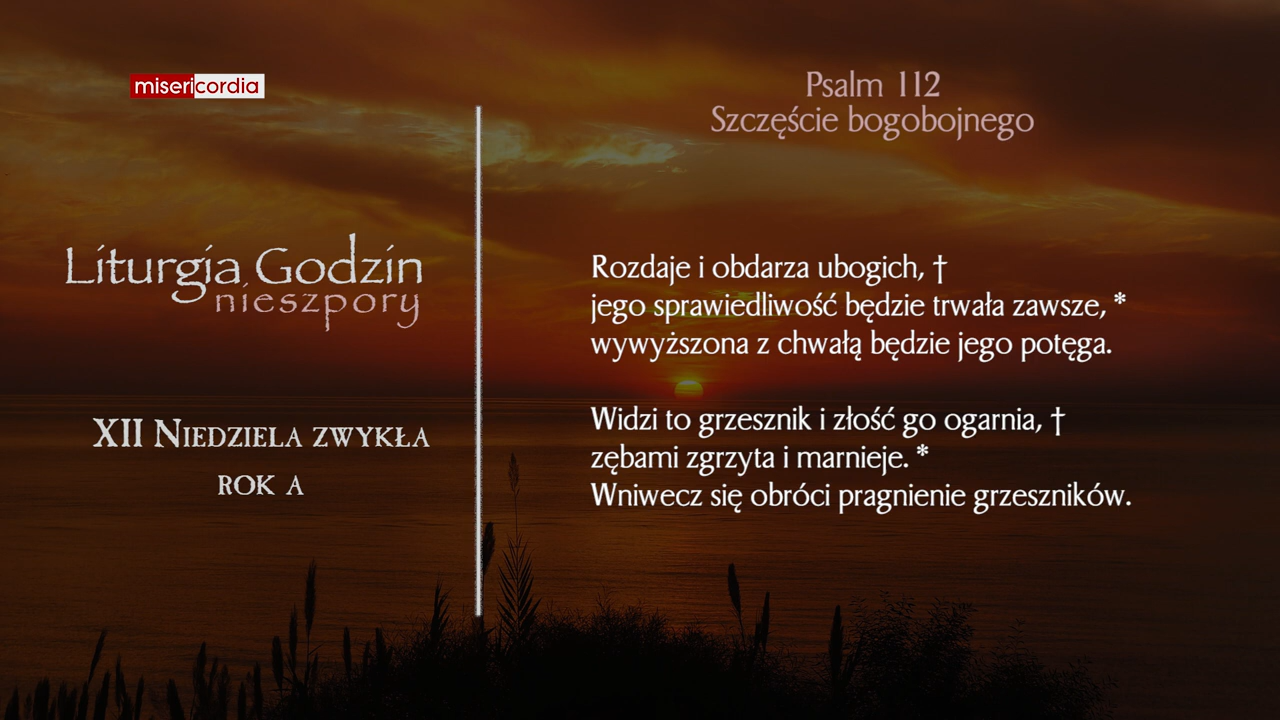 misericordia
Liturgia Godzin
nieszpory
XII Niedziela zwykła
rok A
Psalm 112
Szczęście bogobojnego
Rozdaje i obdarza ubogich, †
jego sprawiedliwość będzie trwała zawsze, *
wywyższona z chwałą będzie jego potęga.
Widzi to grzesznik i złość go ogarnia, †
zębami zgrzyta i marnieje. *
Wniwecz się obróci pragnienie grzeszników.